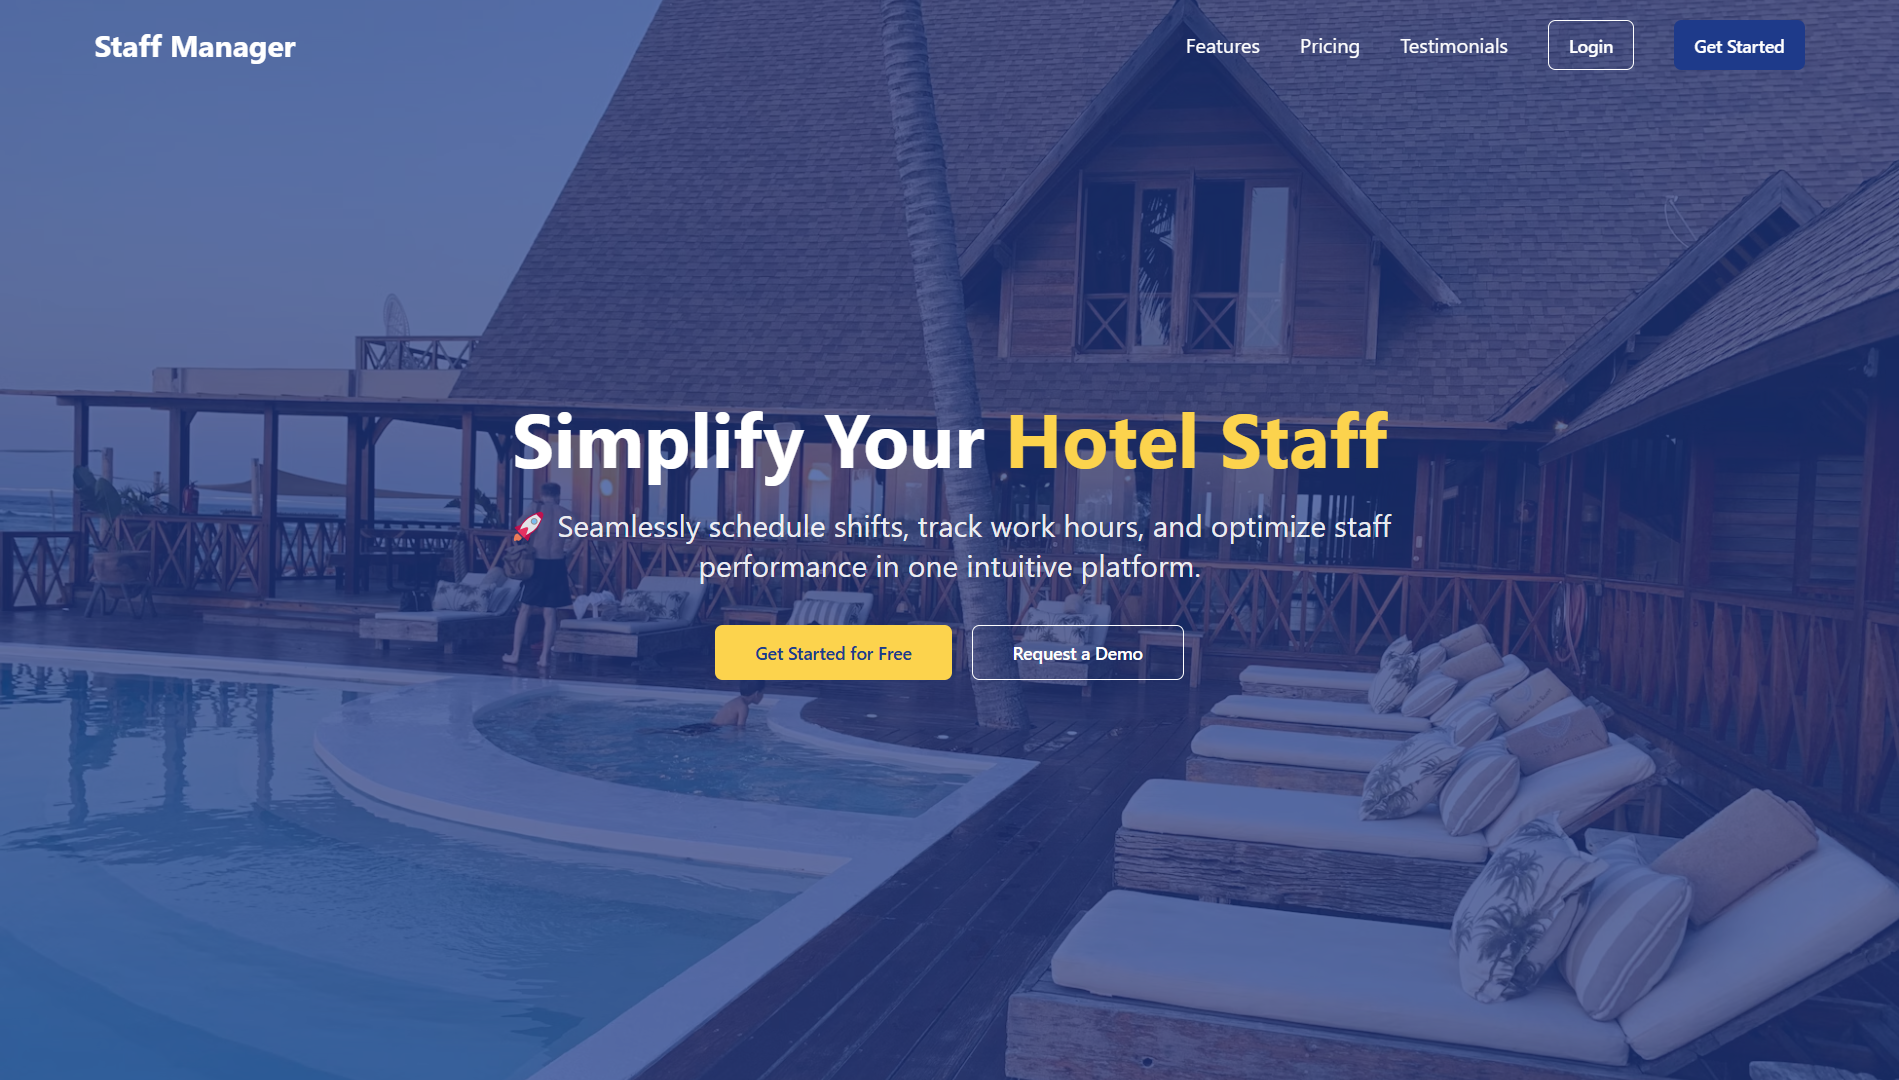 Staff Manager
Features
Pricing
Testimonials
Login
Get Started
Simplify Your Hotel Staff
🚀 Seamlessly schedule shifts, track work hours, and optimize staff
performance in one intuitive platform.
Get Started for Free
Request a Demo